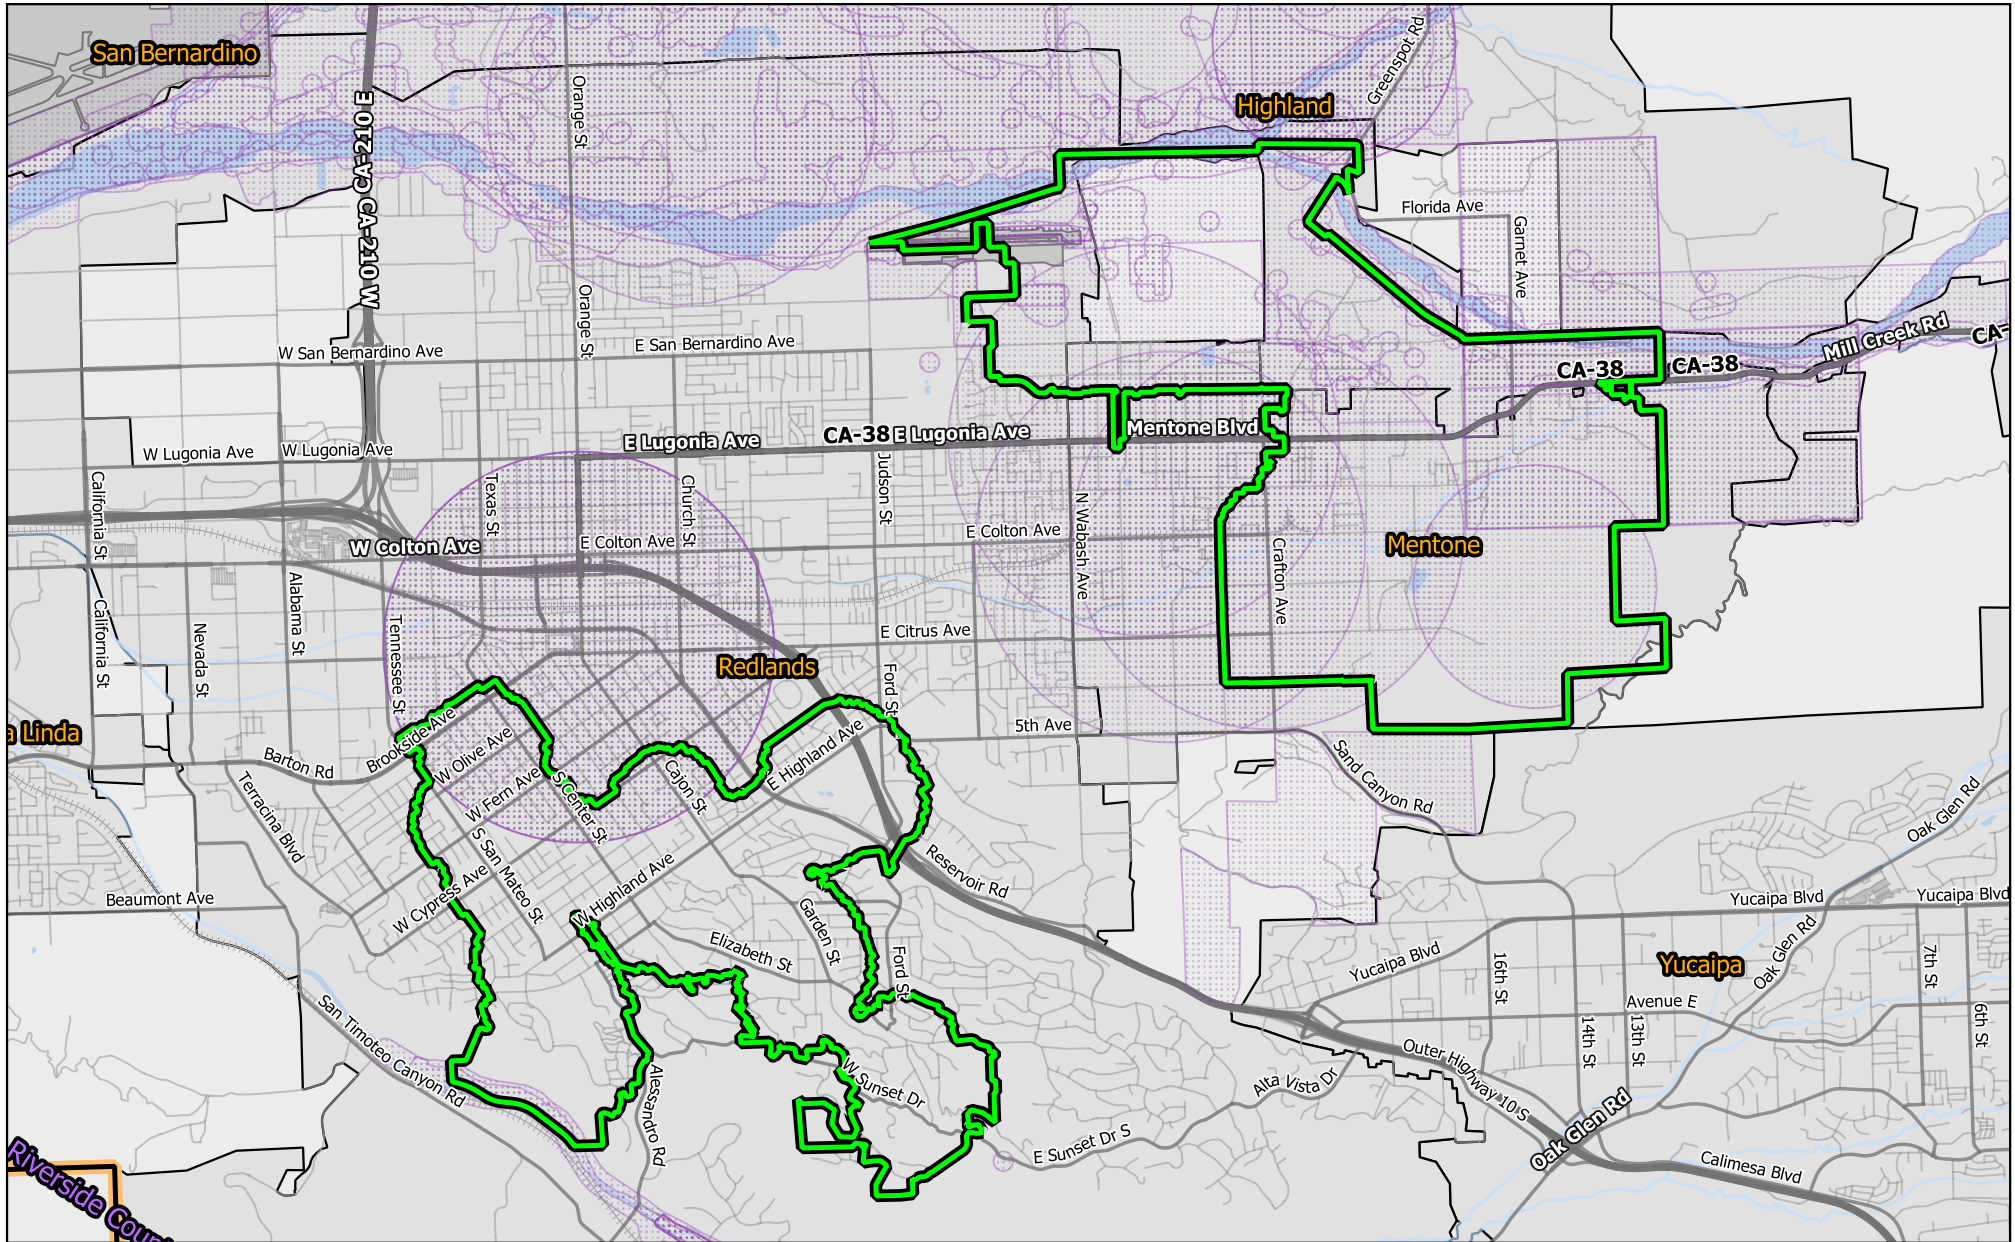 San Bernardino
CA-210 E
CA-210 W
Orange St
Highland
Greenspot Rd
Florida Ave
Garnet Ave
Orange St
W San Bernardino Ave
E San Bernardino Ave
Mill Creek Rd
CA-
CA-38
CA-38
W Lugonia Ave
W Lugonia Ave
E Lugonia Ave
CA-38
E Lugonia Ave
Mentone Blvd
California St
Texas St
Church St
Judson St
N Wabash Ave
W Colton Ave
E Colton Ave
E Colton Ave
Crafton Ave
Mentone
California St
Nevada St
Alabama St
Tennessee St
E Citrus Ave
Redlands
Ford St
a Linda
Barton Rd
Brookside Ave
W Olive Ave
W Fern Ave
S Center St
Cajon St
E Highland Ave
5th Ave
Sand Canyon Rd
Oak Glen Rd
Terracina Blvd
S San Mateo St
W Cypress Ave
W Highland Ave
Reservoir Rd
Beaumont Ave
Garden St
Elizabeth St
Ford St
Yucaipa Blvd
Yucaipa Blvd
Yucaipa Blvd
Oak Glen Rd
Yucaipa
16th St
7th St
Avenue E
San Timoteo Canyon Rd
14th St
13th St
6th St
Outer Highway 10 S
Alessandro Rd
W Sunset Dr
Alta Vista Dr
E Sunset Dr S
Oak Glen Rd
Calimesa Blvd
Riverside Coun